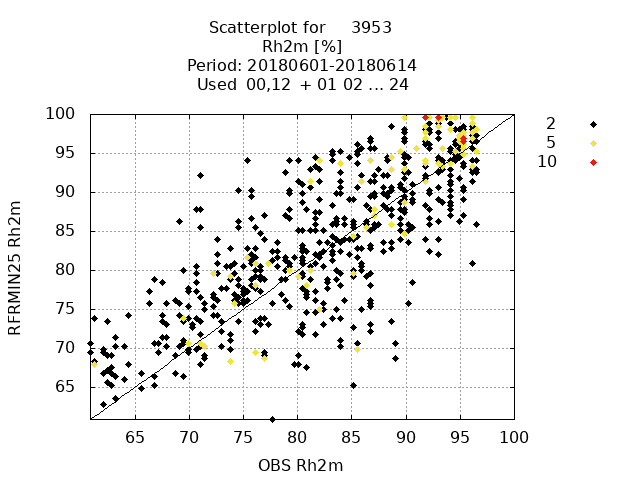 Scatterplot for 3953
Rh2m [%]
Period: 20180601-20180614
Used 00,12 + 01 02 ... 24
RFRMIN25 Rh2m
100
95
90
85
80
75
70
65
65 70 75 80 85 90 95 100
OBS Rh2m
2
5
10